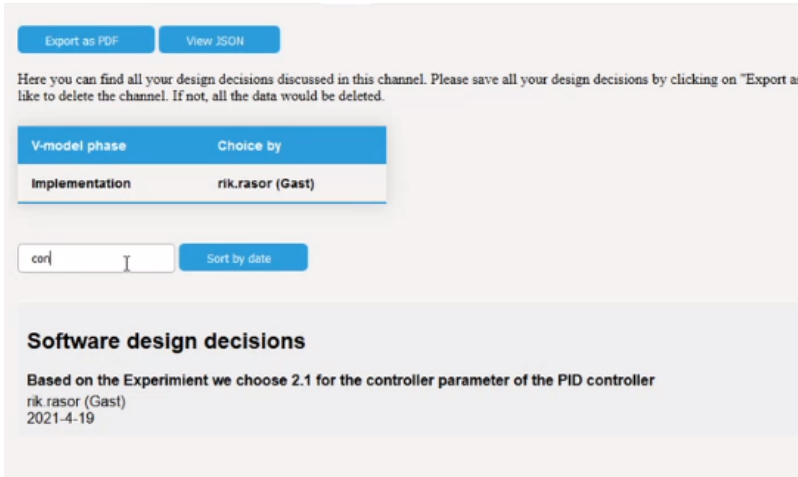 Export as PDF View JSON
Here you can find all your design decisions discussed in this channel. Please save all your design decisions by clicking on "Export
like to delete the channel. If not, all the data would be deleted.
V-model phase Choice by
Implementation rik.rasor (Gast)
con Sort by date
Software design decisions
Based on the Experimient we choose 2.1 for the controller parameter of the PID controller
rik.rasor (Gast)
2021-4-19